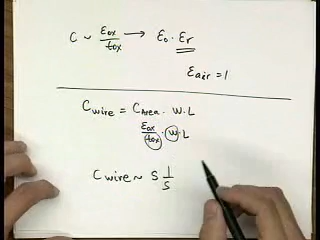 C ~ εox/tox → ε0 · εr
εair = 1
Cwire = CArea · W · L
εox/tox · W · L
Cwire ~ S 1/S